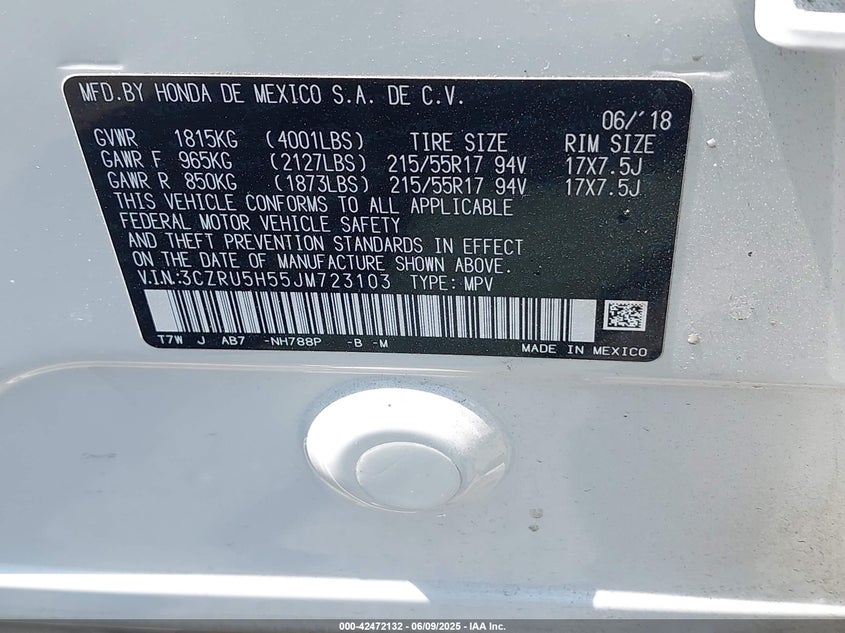 MFD.BY HONDA DE MEXICO S.A. DE C.V.
06/'18
GVWR 1815KG (4001LBS) TIRE SIZE RIM SIZE
GAWR F 965KG (2127LBS) 215/55R17 94V 17X7.5J
GAWR R 850KG (1873LBS) 215/55R17 94V 17X7.5J
THIS VEHICLE CONFORMS TO ALL APPLICABLE
FEDERAL MOTOR VEHICLE SAFETY
AND THEFT PREVENTION STANDARDS IN EFFECT
ON THE DATE OF MANUFACTURE SHOWN ABOVE.
V.I.N:3CZRU5H55JM723103 TYPE: MPV
T7W J AB7 -NH788P -B -M
MADE IN MEXICO
000-42472132 - 06/09/2025 - IAA Inc.